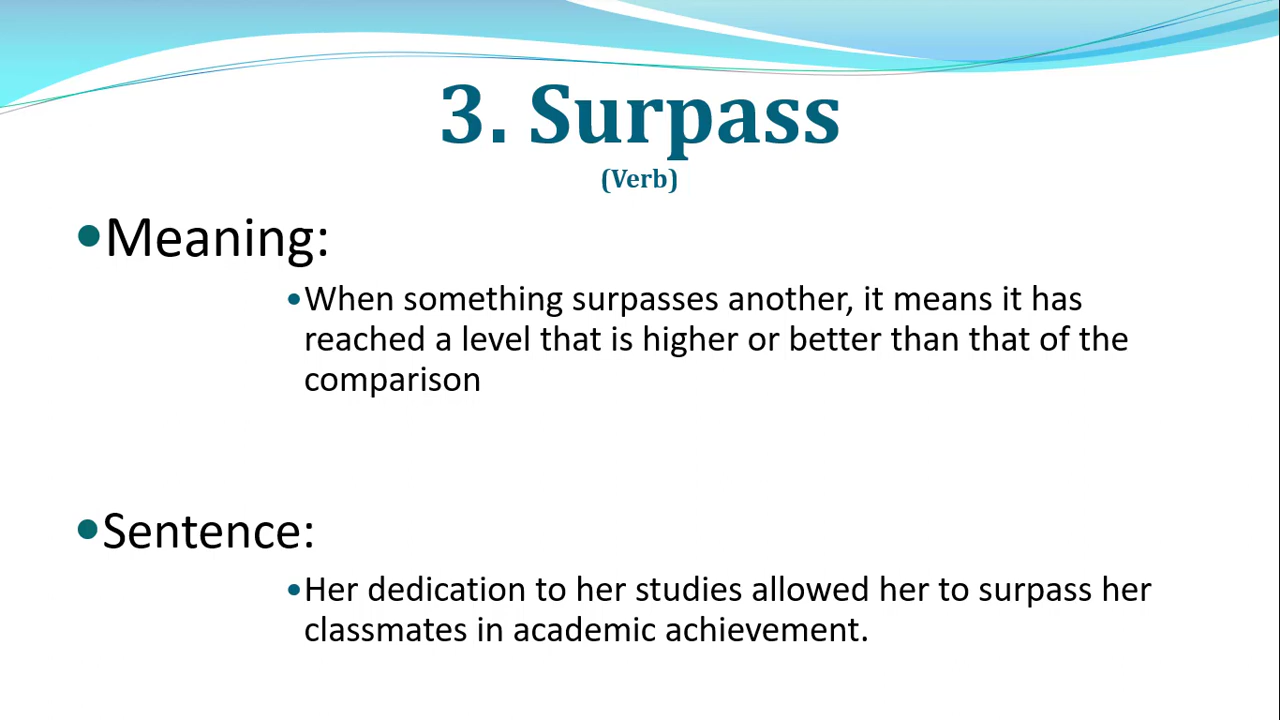 3. Surpass
(Verb)
•Meaning:
•When something surpasses another, it means it has
reached a level that is higher or better than that of the
comparison
•Sentence:
•Her dedication to her studies allowed her to surpass her
classmates in academic achievement.